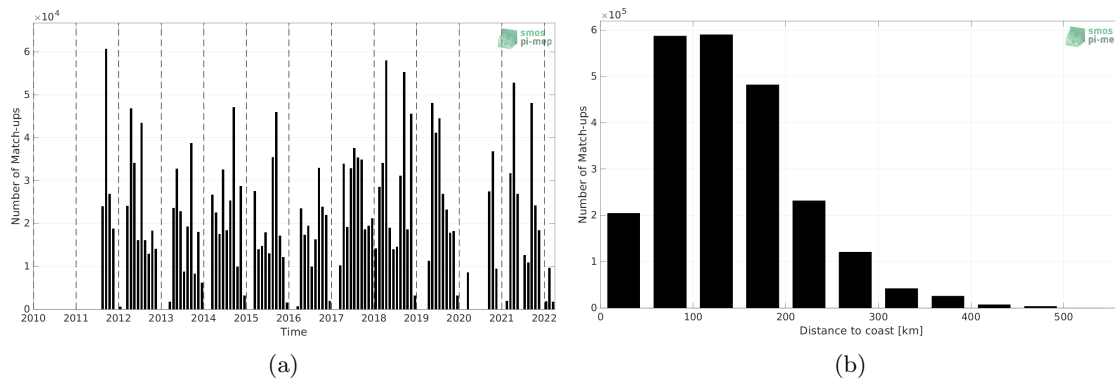 ×10⁴
smos
pi-mep
Number of Match-ups
6
5
4
3
2
1
0
2010 2011 2012 2013 2014 2015 2016 2017 2018 2019 2020 2021 2022
Time
(a)
×10⁵
smos
pi-me
Number of Match-ups
6
5
4
3
2
1
0
0 100 200 300 400 500
Distance to coast [km]
(b)